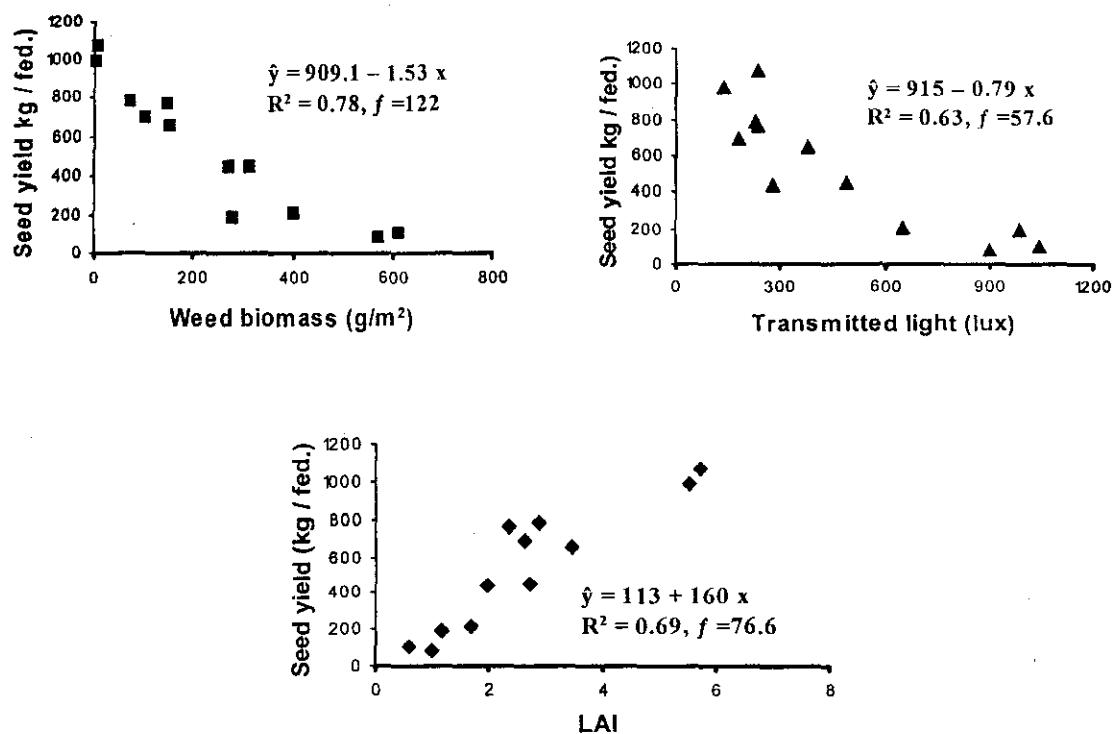 Seed yield kg / fed.)
1200
1000
800
600
400
200
0
ŷ = 909.1 – 1.53 x
R² = 0.78, f =122
0 200 400 600 800
Weed biomass (g/m²)
Seed yield kg / fed.)
1200
1000
800
600
400
200
0
ŷ = 915 – 0.79 x
R² = 0.63, f =57.6
0 300 600 900 1200
Transmitted light (lux)
Seed yield (kg / fed.)
1200
1000
800
600
400
200
0
ŷ = 113 + 160 x
R² = 0.69, f =76.6
0 2 4 6 8
LAI